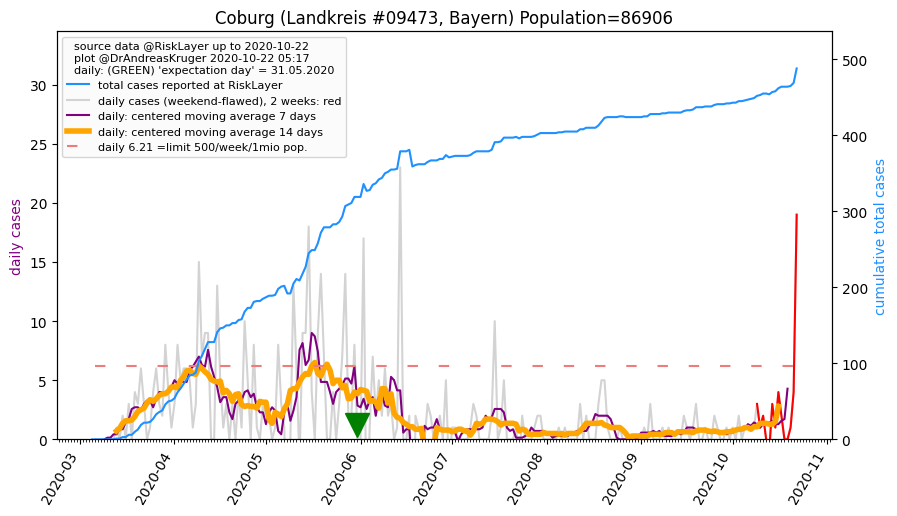 Coburg (Landkreis #09473, Bayern) Population=86906
source data @RiskLayer up to 2020-10-22
plot @DrAndreasKruger 2020-10-22 05:17
daily: (GREEN) 'expectation day' = 31.05.2020
total cases reported at RiskLayer
daily cases (weekend-flawed), 2 weeks: red
daily: centered moving average 7 days
daily: centered moving average 14 days
daily 6.21 =limit 500/week/1mio pop.
daily cases
30
25
20
15
10
5
0
500
400
300
200
100
0
cumulative total cases
2020-03
2020-04
2020-05
2020-06
2020-07
2020-08
2020-09
2020-10
2020-11